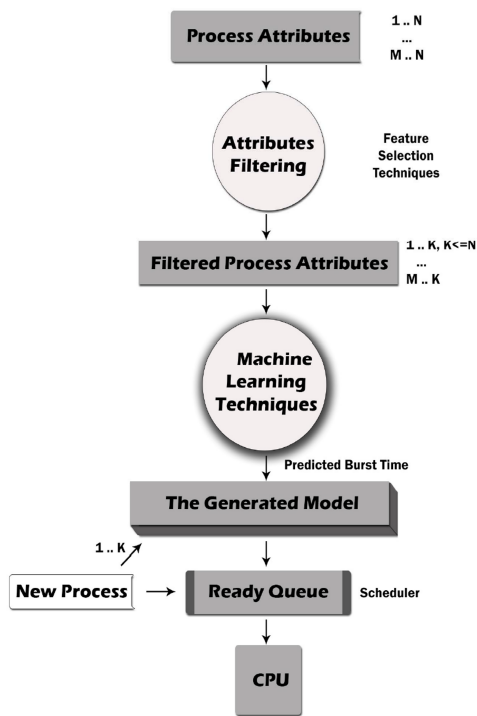 Process Attributes
1 .. N
...
M .. N
Attributes
Filtering
Feature
Selection
Techniques
Filtered Process Attributes
1 .. K, K<=N
...
M .. K
Machine
Learning
Techniques
Predicted Burst Time
The Generated Model
1 .. K
New Process
Ready Queue
Scheduler
CPU